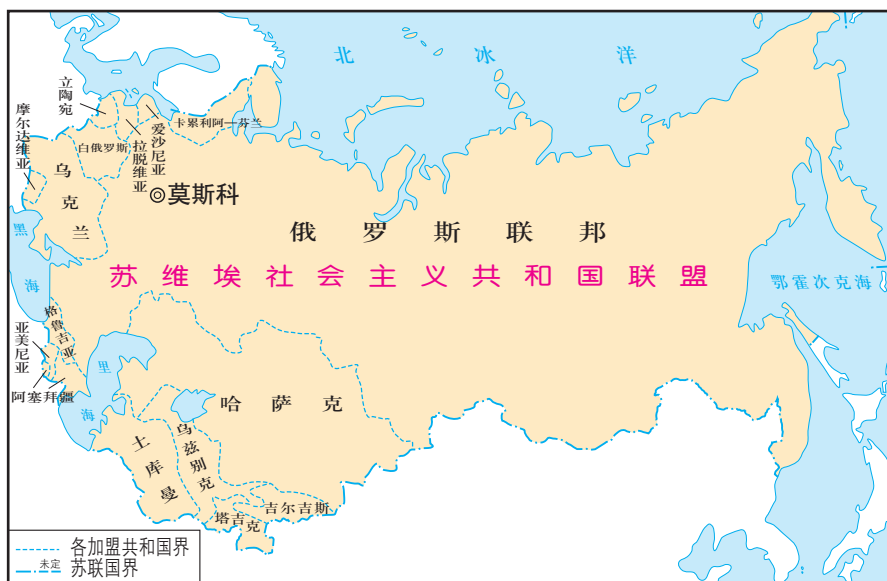 北冰洋
立陶宛
摩尔达维亚
爱沙尼亚
拉脱维亚
卡累利阿—芬兰
白俄罗斯
乌克兰
莫斯科
俄罗斯联邦
苏维埃社会主义共和国联盟
鄂霍次克海
黑海
格鲁吉亚
亚美尼亚
阿塞拜疆
里海
哈萨克
土库曼
乌兹别克
吉尔吉斯
塔吉克
各加盟共和国界
未定
苏联国界